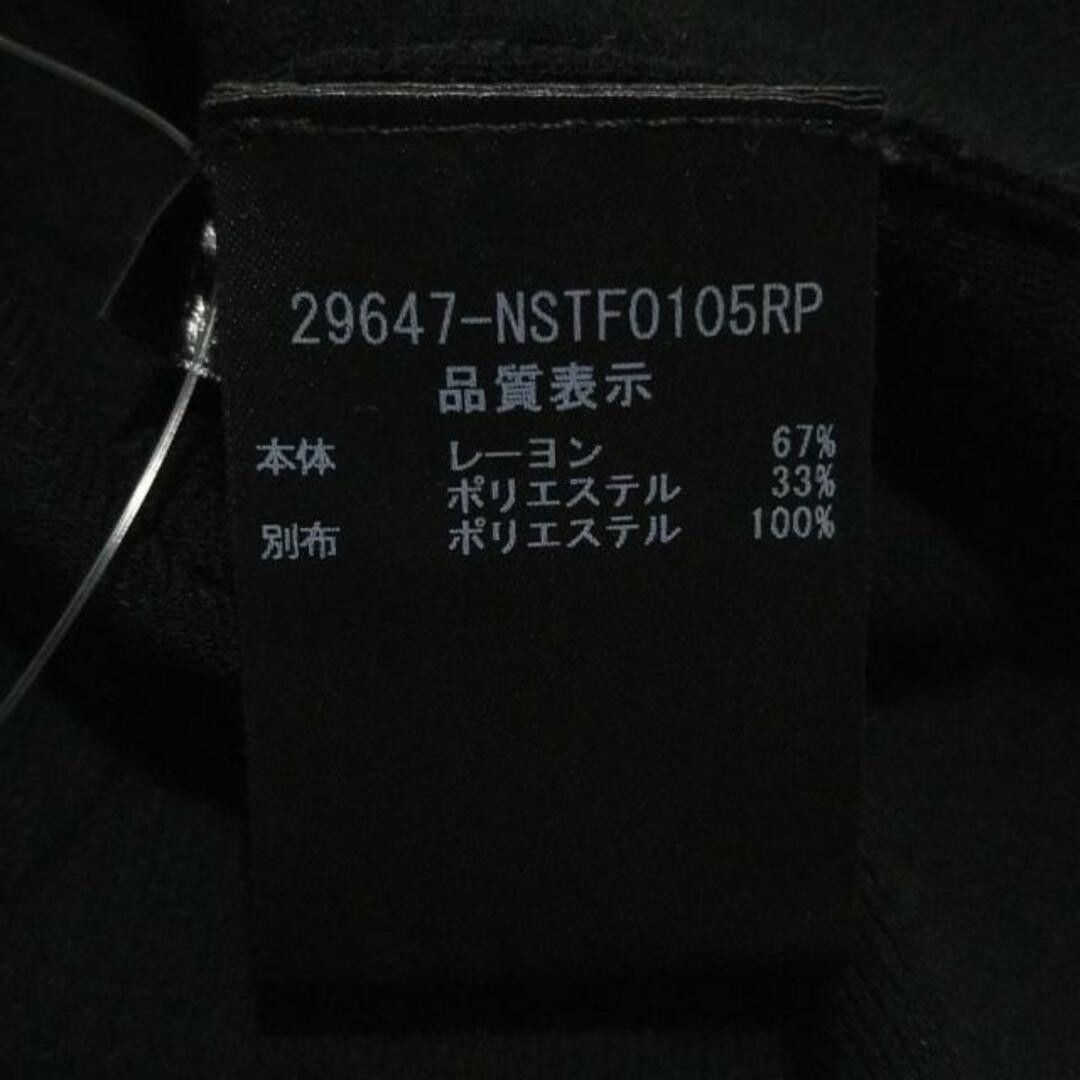 29647-NSTF0105RP
品質表示
本体 レーヨン 67%
ポリエステル 33%
別布 ポリエステル 100%